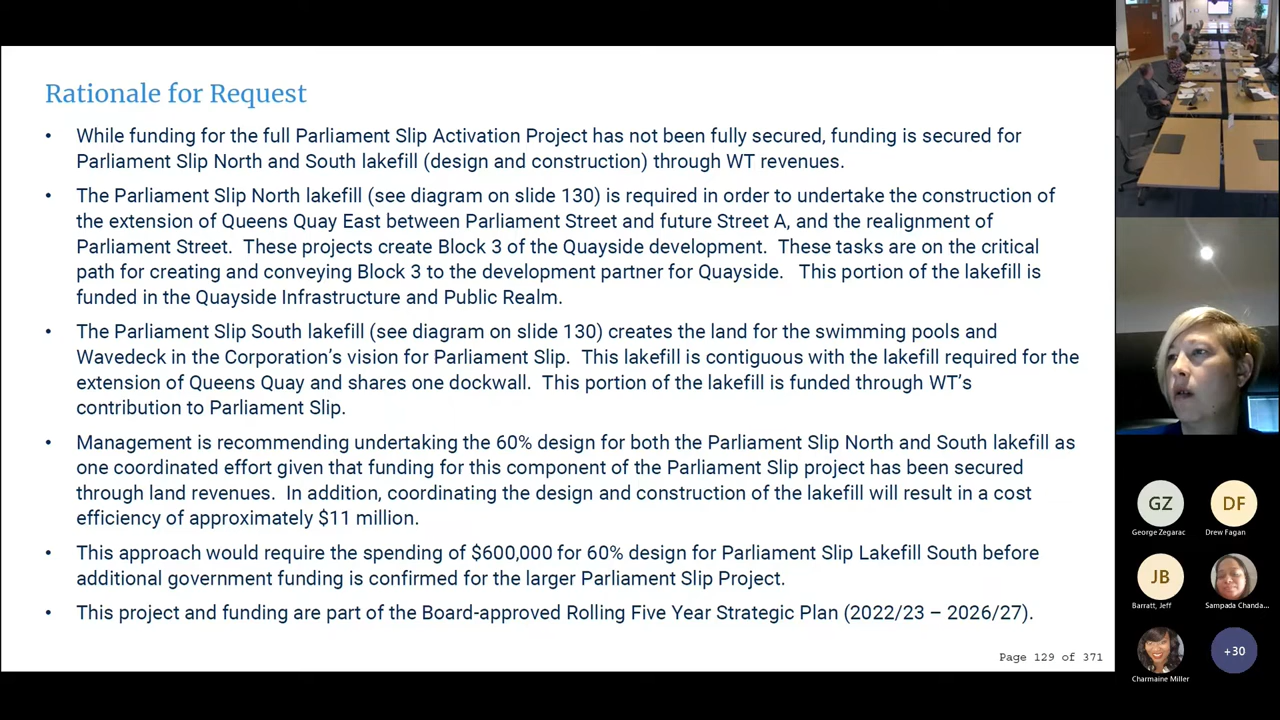 Rationale for Request
• While funding for the full Parliament Slip Activation Project has not been fully secured, funding is secured for
Parliament Slip North and South lakefill (design and construction) through WT revenues.
• The Parliament Slip North lakefill (see diagram on slide 130) is required in order to undertake the construction of
the extension of Queens Quay East between Parliament Street and future Street A, and the realignment of
Parliament Street.  These projects create Block 3 of the Quayside development.  These tasks are on the critical
path for creating and conveying Block 3 to the development partner for Quayside.   This portion of the lakefill is
funded in the Quayside Infrastructure and Public Realm.
• The Parliament Slip South lakefill (see diagram on slide 130) creates the land for the swimming pools and
Wavedeck in the Corporation’s vision for Parliament Slip.  This lakefill is contiguous with the lakefill required for the
extension of Queens Quay and shares one dockwall.  This portion of the lakefill is funded through WT’s
contribution to Parliament Slip.
• Management is recommending undertaking the 60% design for both the Parliament Slip North and South lakefill as
one coordinated effort given that funding for this component of the Parliament Slip project has been secured
through land revenues.  In addition, coordinating the design and construction of the lakefill will result in a cost
efficiency of approximately $11 million.
• This approach would require the spending of $600,000 for 60% design for Parliament Slip Lakefill South before
additional government funding is confirmed for the larger Parliament Slip Project.
• This project and funding are part of the Board-approved Rolling Five Year Strategic Plan (2022/23 – 2026/27).
Page 129 of 371
GZ
George Zegarac
DF
Drew Fagan
JB
Barratt, Jeff
Sampada Chanda...
Charmaine Miller
+30